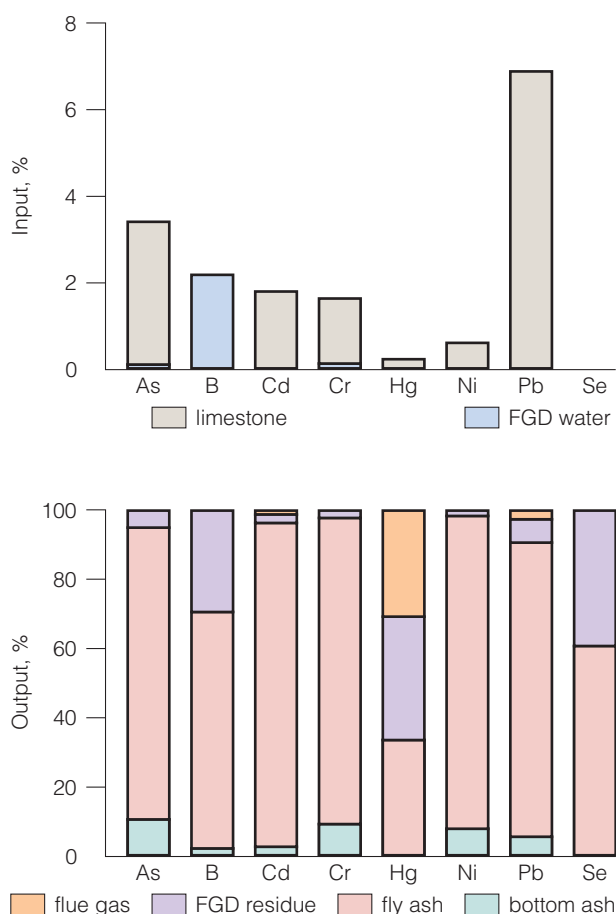 8
6
4
2
0
Input, %
As B Cd Cr Hg Ni Pb Se
limestone FGD water
100
80
60
40
20
0
Output, %
As B Cd Cr Hg Ni Pb Se
flue gas FGD residue fly ash bottom ash